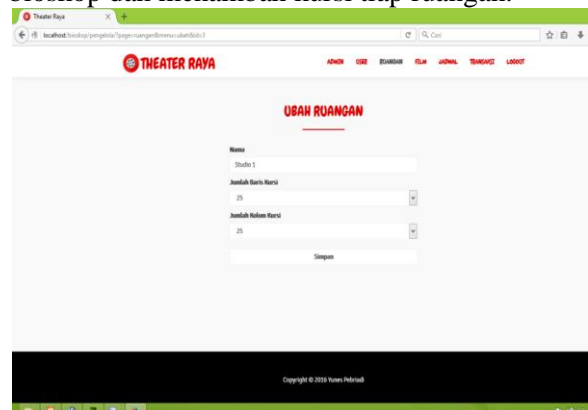 bioskop dan menambah kursi tiap ruangan.
Theater Raya
localhost/bioskop/pengelola/?page=ruangan&menu=ubah&id=3
Cari
THEATER RAYA
ADMIN USER RUANGAN FILM JADWAL TRANSAKSI LOGOUT
UBAH RUANGAN
Nama
Studio 1
Jumlah Baris Kursi
25
Jumlah Kolom Kursi
25
Simpan
Copyright © 2016 Yunes Pebriadi